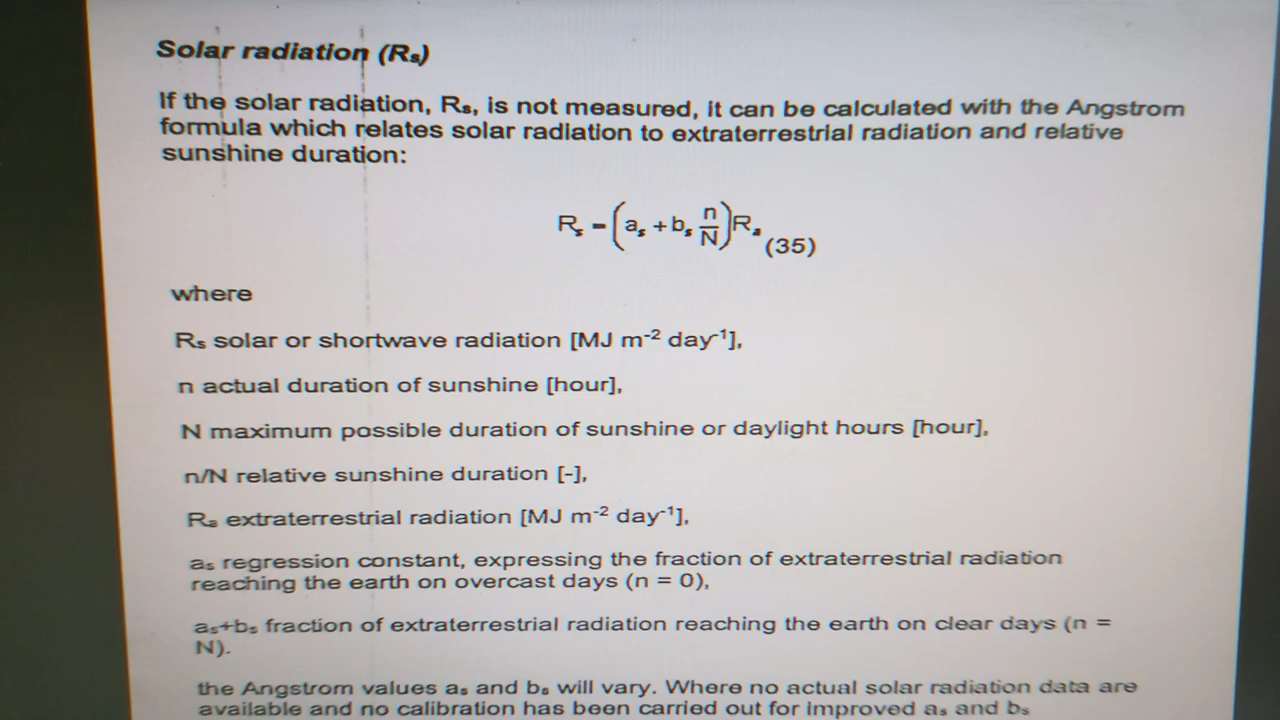 Solar radiation (Rs)
If the solar radiation, Rs, is not measured, it can be calculated with the Angstrom
formula which relates solar radiation to extraterrestrial radiation and relative
sunshine duration:
Rs = (as + bs n/N) Ra (35)
where
Rs solar or shortwave radiation [MJ m-2 day-1],
n actual duration of sunshine [hour],
N maximum possible duration of sunshine or daylight hours [hour],
n/N relative sunshine duration [-],
Ra extraterrestrial radiation [MJ m-2 day-1],
as regression constant, expressing the fraction of extraterrestrial radiation
reaching the earth on overcast days (n = 0),
as+bs fraction of extraterrestrial radiation reaching the earth on clear days (n =
N).
the Angstrom values as and bs will vary. Where no actual solar radiation data are
available and no calibration has been carried out for improved as and bs